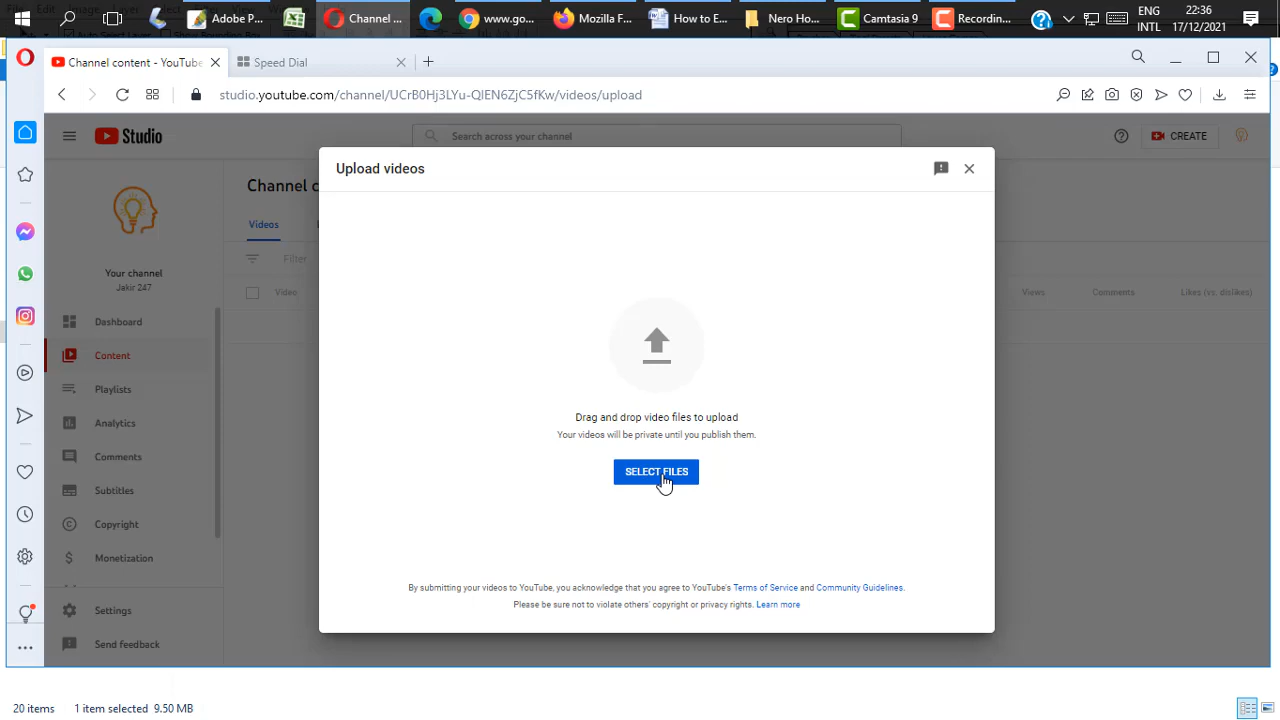 Adobe P...
Channel ...
www.go...
Mozilla F...
How to E...
Nero Ho...
Camtasia 9
Recordin...
ENG
INTL
22:36
17/12/2021
Channel content - YouTube
Speed Dial
studio.youtube.com/channel/UCrB0Hj3LYu-QIEN6ZjC5fKw/videos/upload
Studio
Search across your channel
CREATE
Upload videos
Channel c
Videos
Your channel
Jakir 247
Filter
Video
Views
Comments
Likes (vs. dislikes)
Dashboard
Content
Playlists
Analytics
Comments
Subtitles
Copyright
Monetization
Settings
Send feedback
Drag and drop video files to upload
Your videos will be private until you publish them.
SELECT FILES
By submitting your videos to YouTube, you acknowledge that you agree to YouTube's Terms of Service and Community Guidelines.
Please be sure not to violate others' copyright or privacy rights. Learn more
20 items
1 item selected 9.50 MB